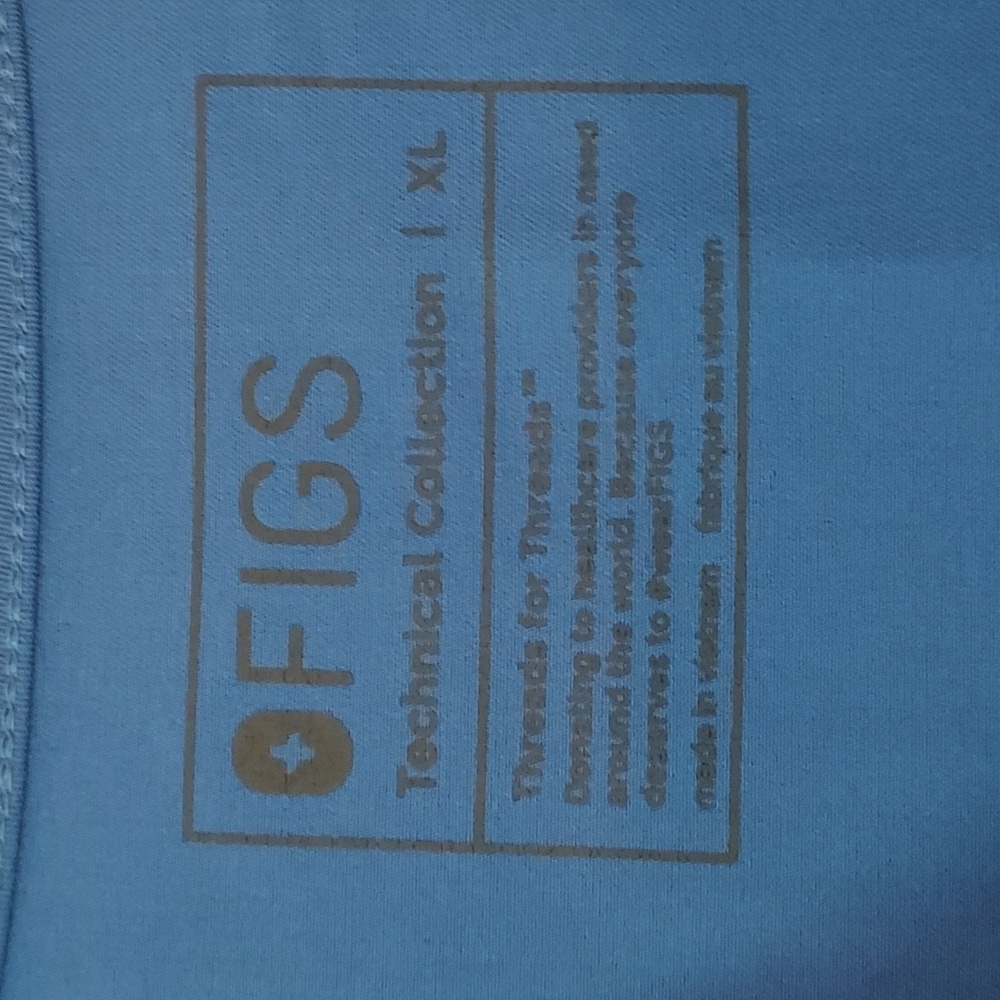 FIGS
Technical Collection | XL
Threads for Threads™
Donating to healthcare providers in need
around the world. Because everyone
deserves to #wearFIGS
made in vietnam fabriqué au vietnam